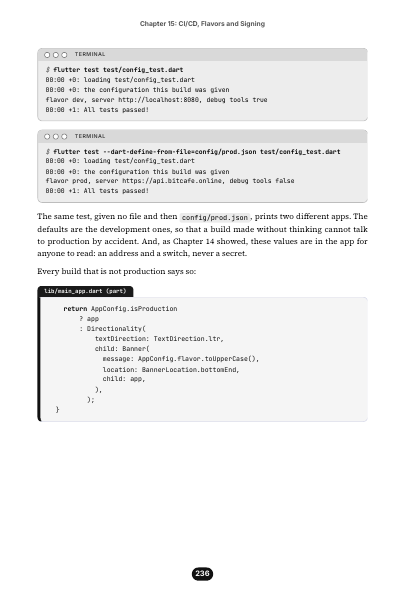 Chapter 15: CI/CD, Flavors and Signing
TERMINAL
$ flutter test test/config_test.dart
00:00 +0: loading test/config_test.dart
00:00 +0: the configuration this build was given
flavor dev, server http://localhost:8080, debug tools true
00:00 +1: All tests passed!
TERMINAL
$ flutter test --dart-define-from-file=config/prod.json test/config_test.dart
00:00 +0: loading test/config_test.dart
00:00 +0: the configuration this build was given
flavor prod, server https://api.bitcafe.online, debug tools false
00:00 +1: All tests passed!
The same test, given no file and then config/prod.json, prints two different apps. The
defaults are the development ones, so that a build made without thinking cannot talk
to production by accident. And, as Chapter 14 showed, these values are in the app for
anyone to read: an address and a switch, never a secret.
Every build that is not production says so:
lib/main_app.dart (part)
return AppConfig.isProduction
? app
: Directionality(
textDirection: TextDirection.ltr,
child: Banner(
message: AppConfig.flavor.toUpperCase(),
location: BannerLocation.bottomEnd,
child: app,
),
);
}
236